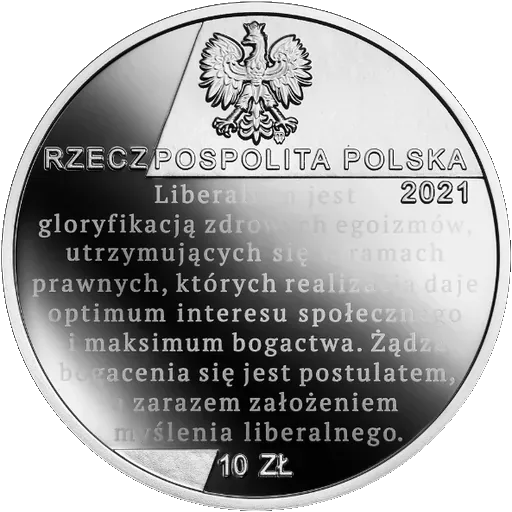 RZECZPOSPOLITA POLSKA
2021
Liberalizm jest
gloryfikacją zdrowych egoizmów,
utrzymujących się w ramach
prawnych, których realizacja daje
optimum interesu społecznego
i maksimum bogactwa. Żądza
bogacenia się jest postulatem,
a zarazem założeniem
myślenia liberalnego.
10 ZŁ